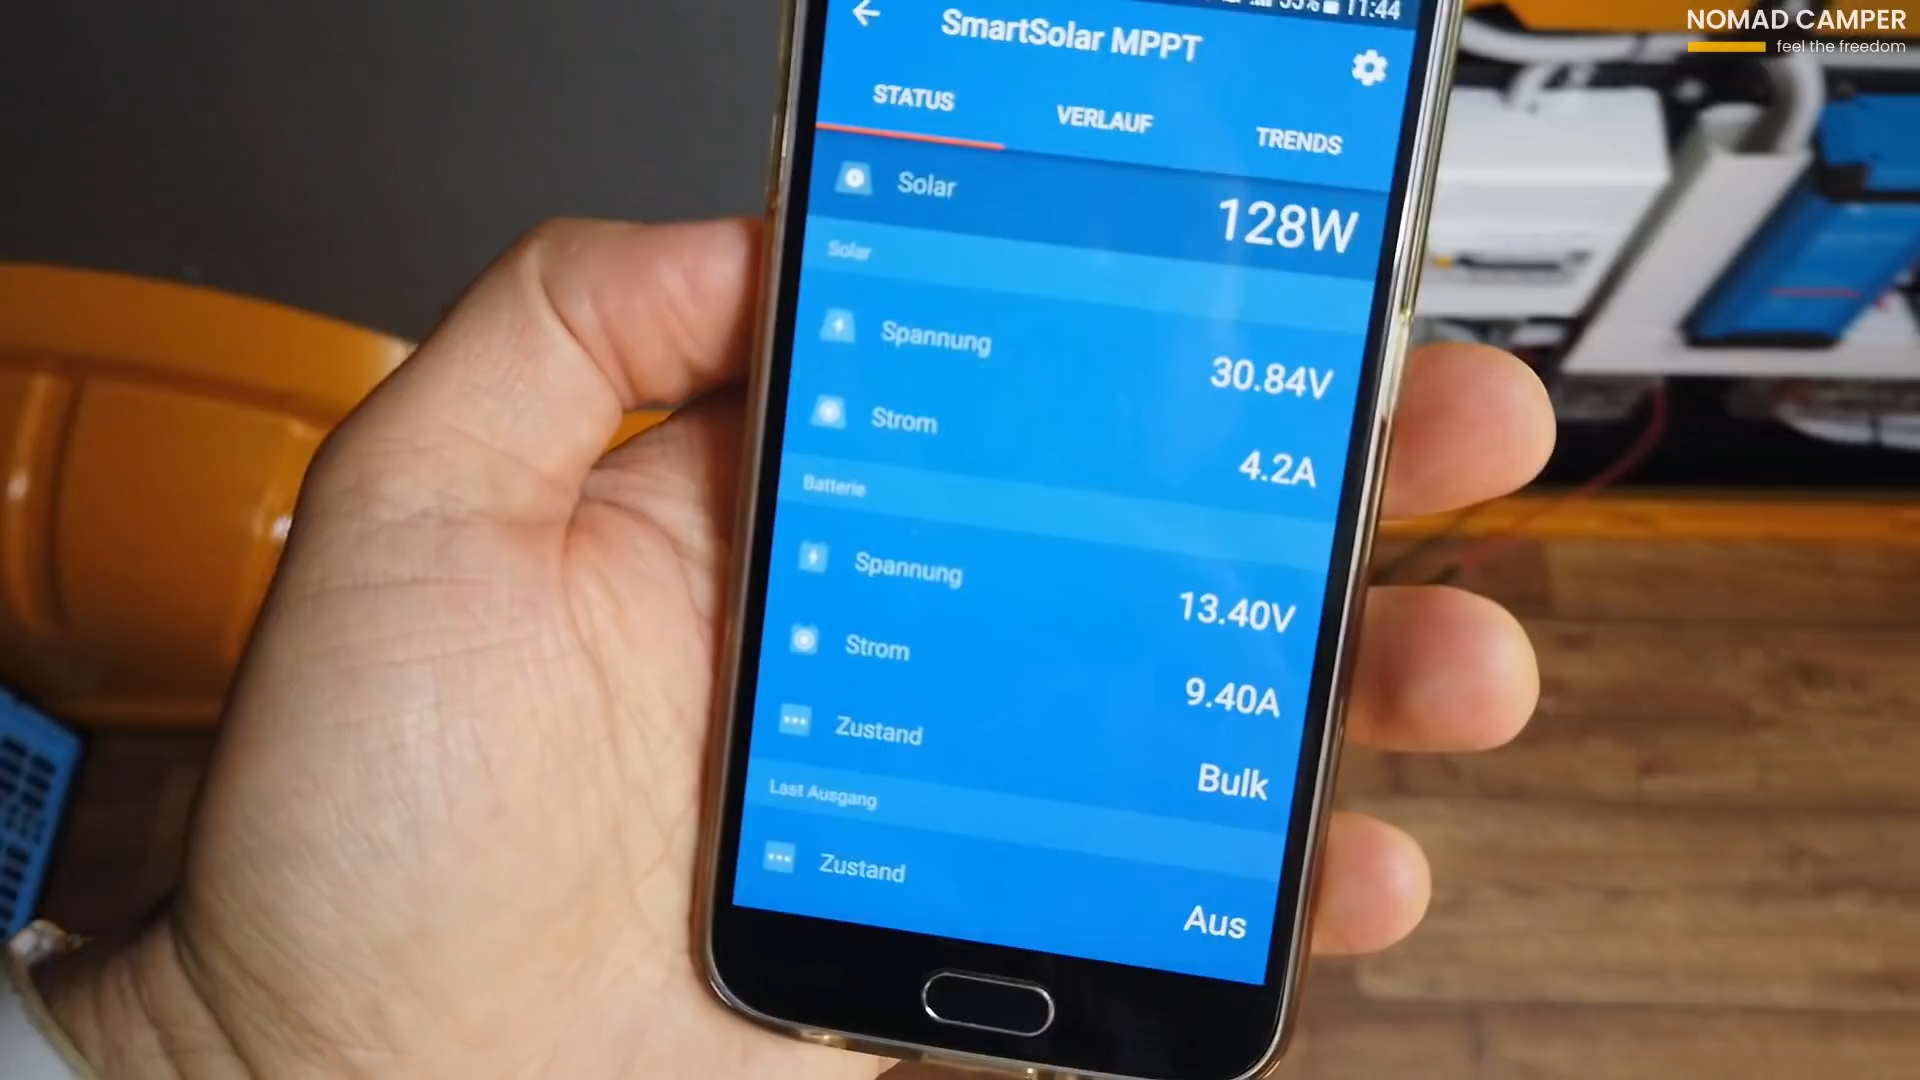 NOMAD CAMPER
feel the freedom
11:44
SmartSolar MPPT
STATUS
VERLAUF
TRENDS
Solar
128W
Solar
Spannung
30.84V
Strom
4.2A
Batterie
Spannung
13.40V
Strom
9.40A
Zustand
Bulk
Last Ausgang
Zustand
Aus